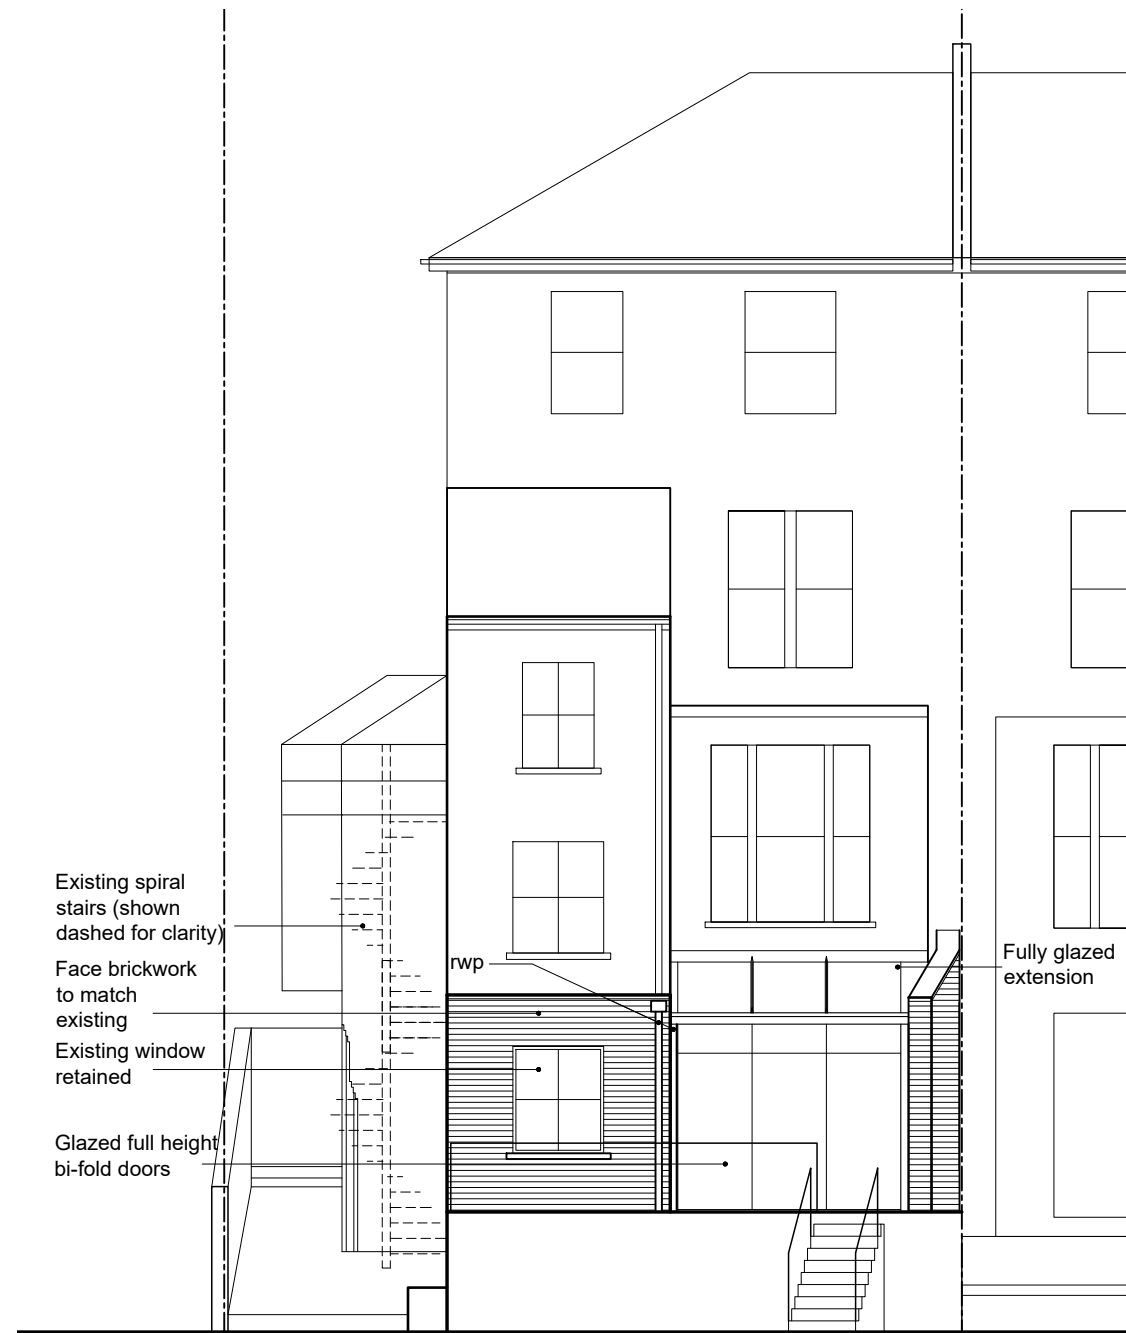 Existing spiral
stairs (shown
dashed for clarity)
Face brickwork
to match
existing
Existing window
retained
Glazed full height
bi-fold doors
rwp
Fully glazed
extension